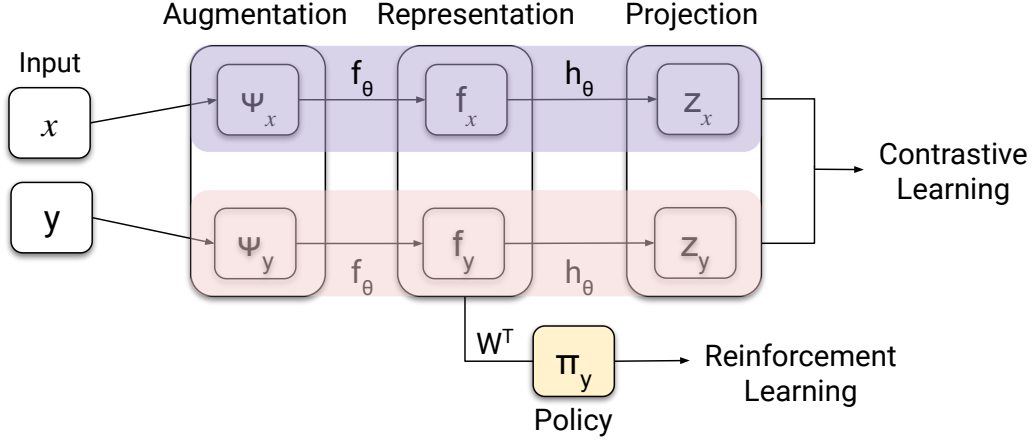 Augmentation Representation Projection
Input
x
Ψx
fθ
fx
hθ
zx
Contrastive
Learning
y
Ψy
fθ
fy
hθ
zy
Wᵀ
πy
Policy
Reinforcement
Learning